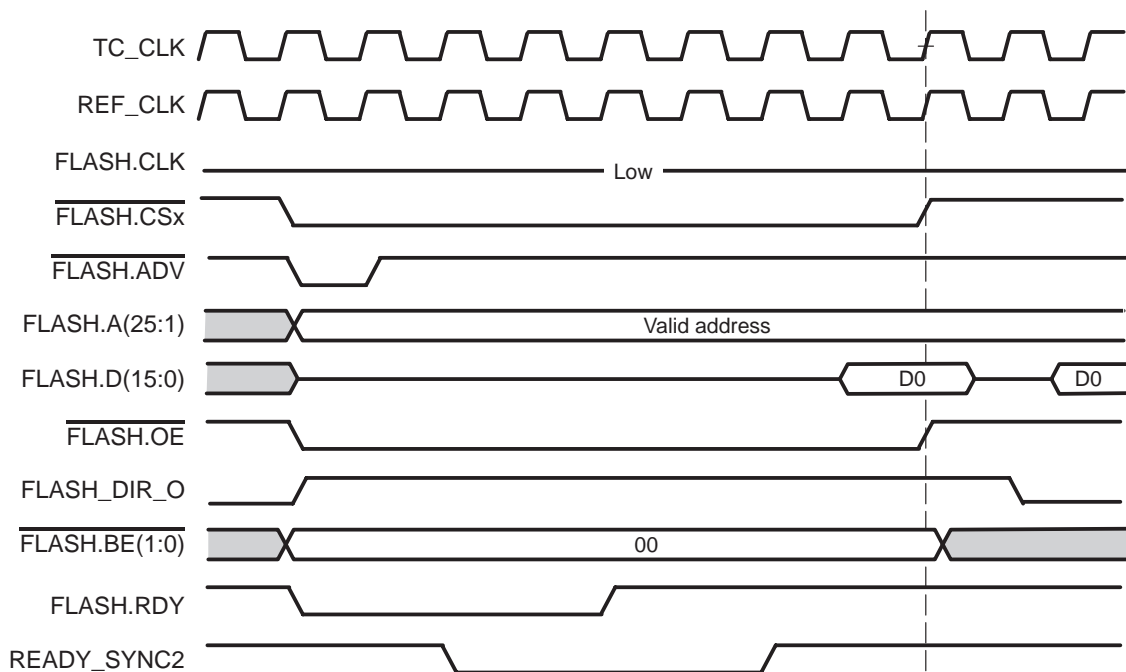 TC_CLK
REF_CLK
FLASH.CLK
Low
FLASH.CSx
FLASH.ADV
FLASH.A(25:1)
Valid address
FLASH.D(15:0)
D0
D0
FLASH.OE
FLASH_DIR_O
FLASH.BE(1:0)
00
FLASH.RDY
READY_SYNC2